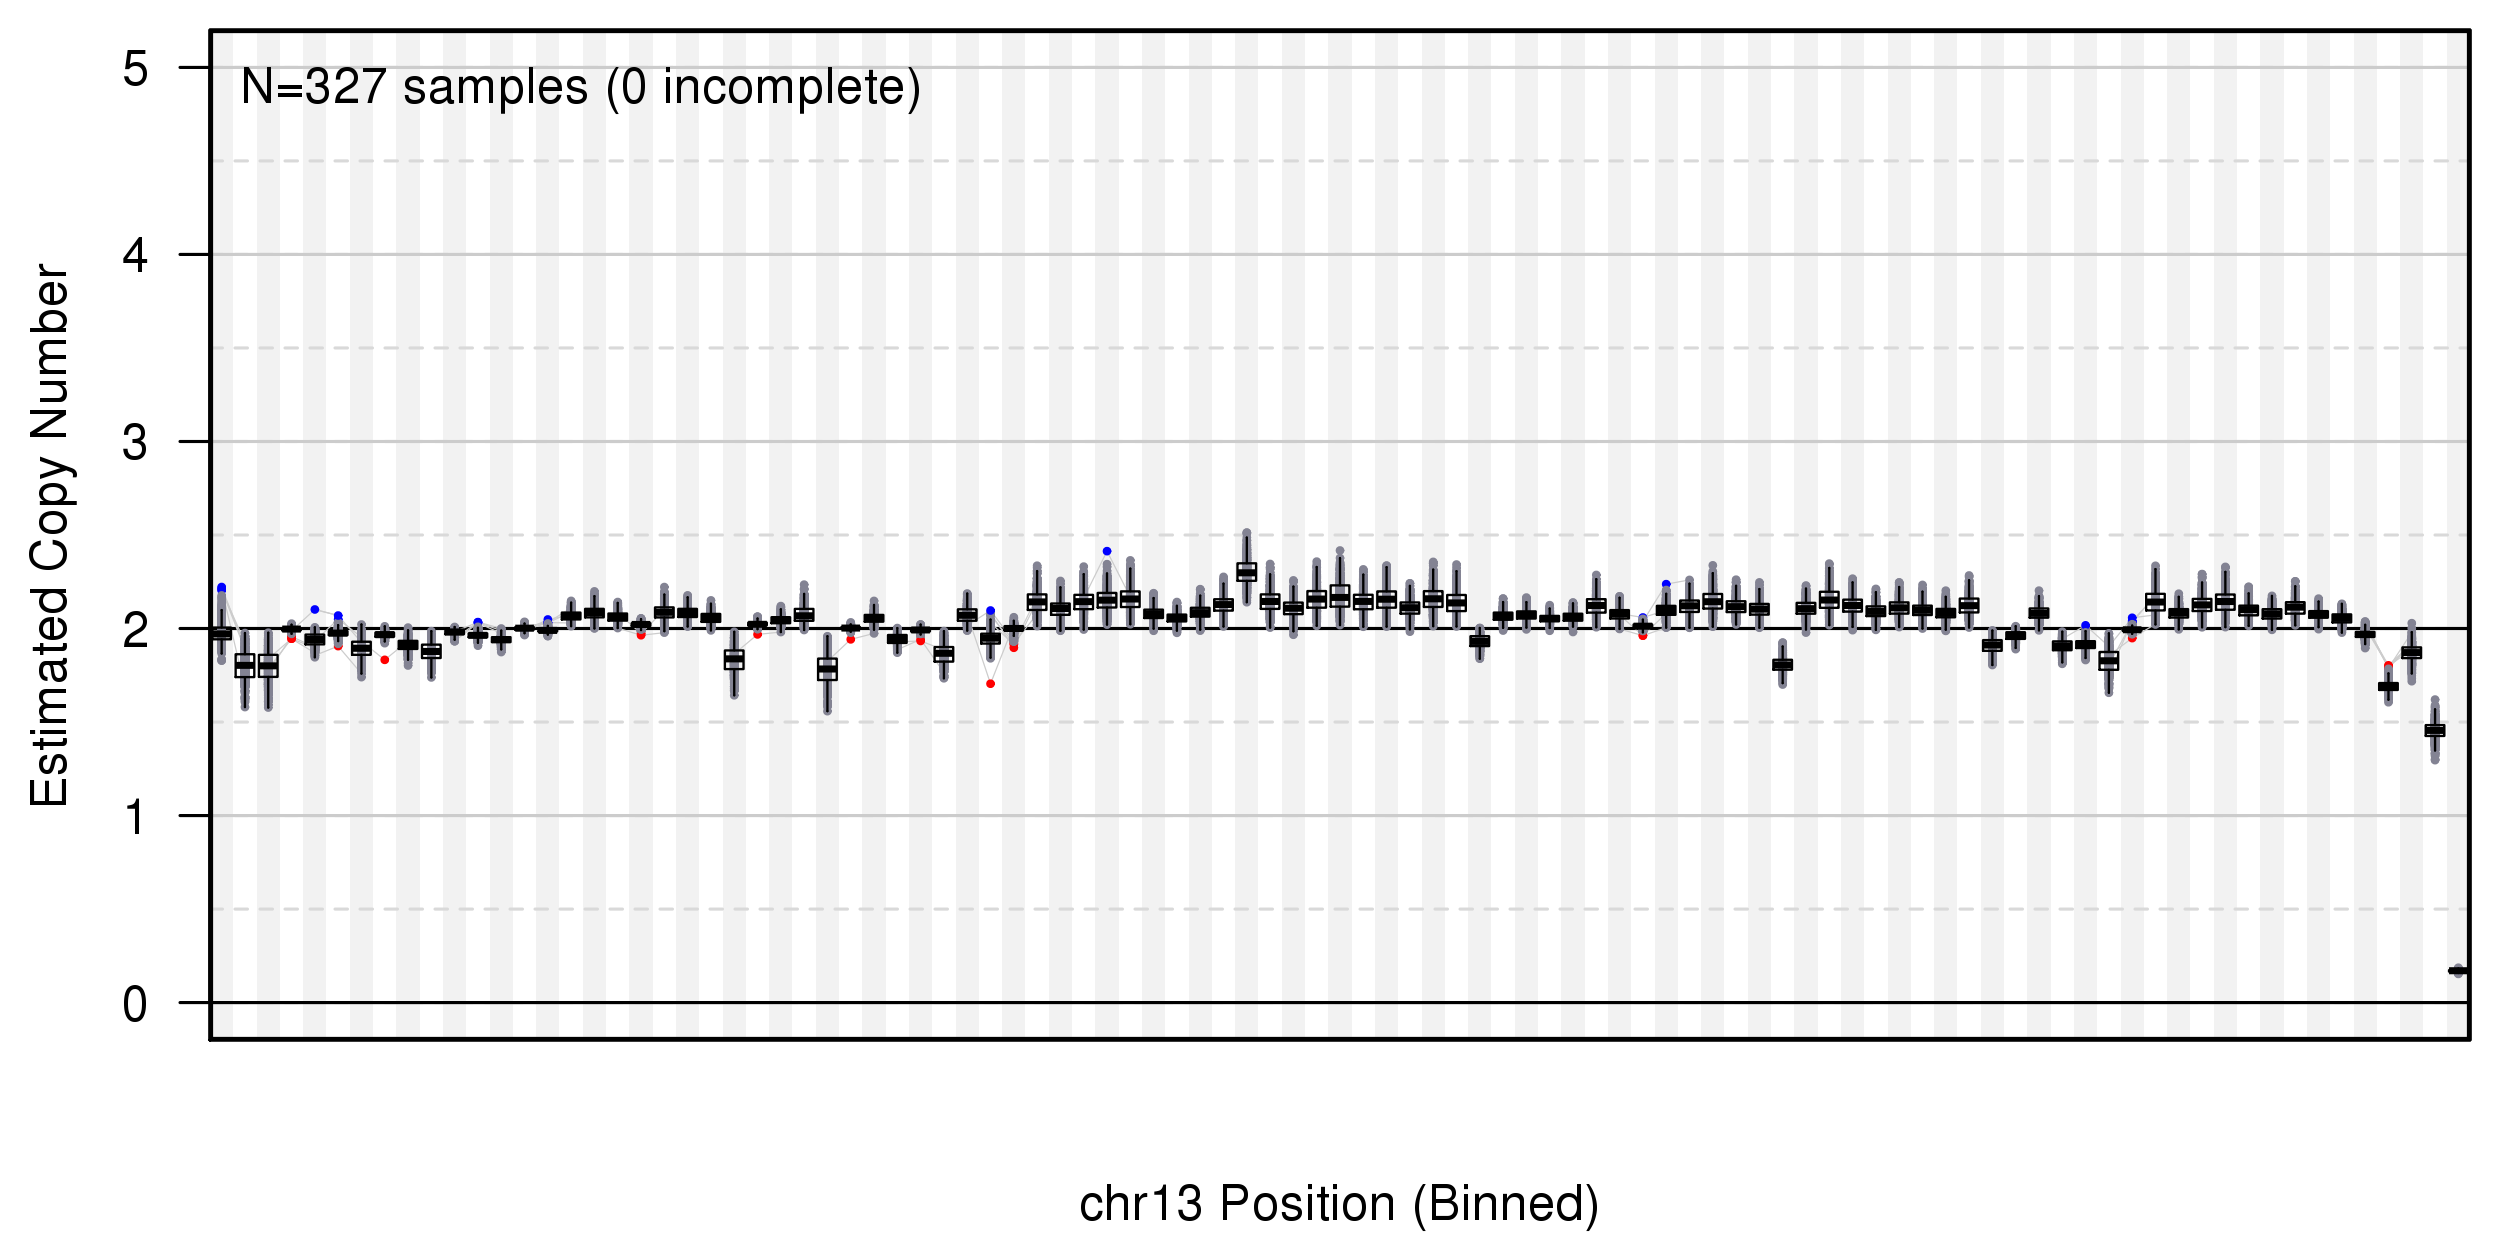 N=327 samples (0 incomplete)
Estimated Copy Number
5
4
3
2
1
0
chr13 Position (Binned)